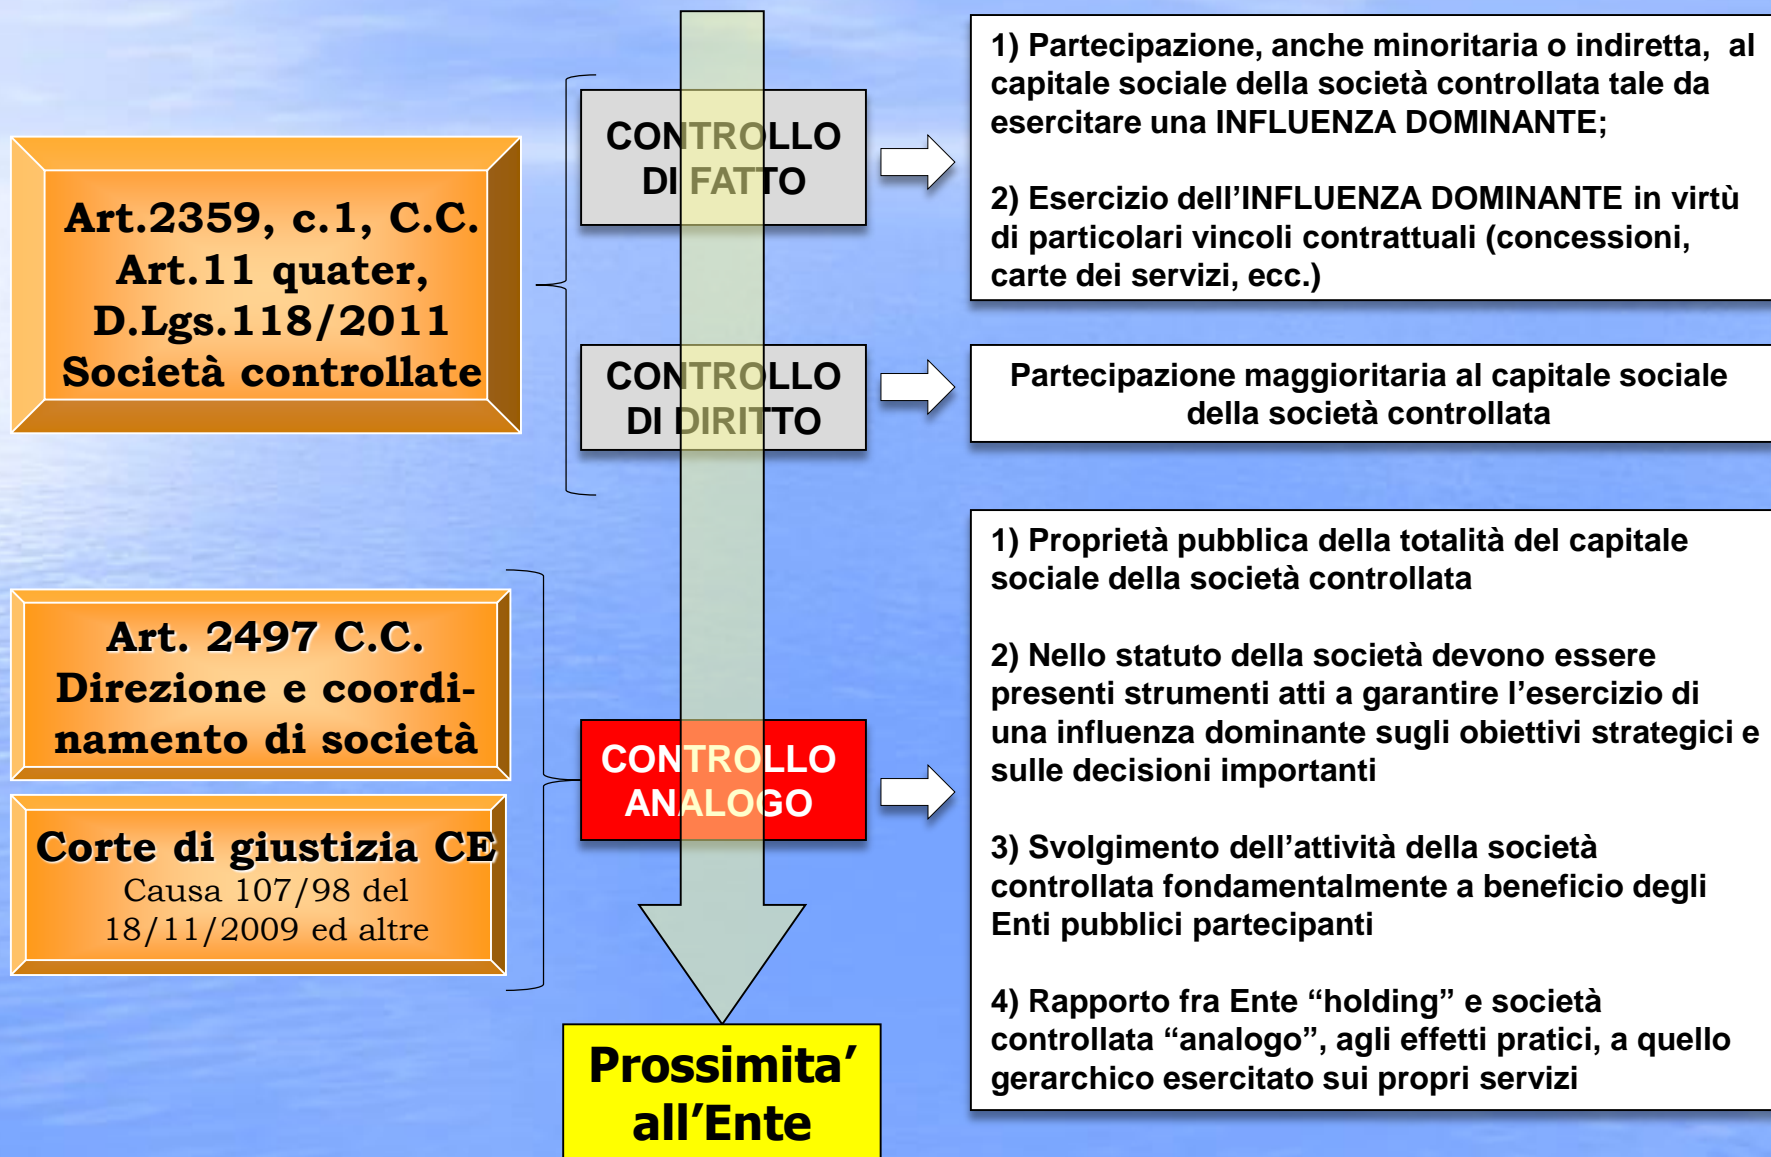 Art.2359, c.1, C.C.
Art.11 quater,
D.Lgs.118/2011
Società controllate
CONTROLLO
DI FATTO
1) Partecipazione, anche minoritaria o indiretta, al
capitale sociale della società controllata tale da
esercitare una INFLUENZA DOMINANTE;
2) Esercizio dell’INFLUENZA DOMINANTE in virtù
di particolari vincoli contrattuali (concessioni,
carte dei servizi, ecc.)
CONTROLLO
DI DIRITTO
Partecipazione maggioritaria al capitale sociale
della società controllata
Art. 2497 C.C.
Direzione e coordi-
namento di società
Corte di giustizia CE
Causa 107/98 del
18/11/2009 ed altre
CONTROLLO
ANALOGO
1) Proprietà pubblica della totalità del capitale
sociale della società controllata
2) Nello statuto della società devono essere
presenti strumenti atti a garantire l’esercizio di
una influenza dominante sugli obiettivi strategici e
sulle decisioni importanti
3) Svolgimento dell’attività della società
controllata fondamentalmente a beneficio degli
Enti pubblici partecipanti
4) Rapporto fra Ente “holding” e società
controllata “analogo”, agli effetti pratici, a quello
gerarchico esercitato sui propri servizi
Prossimita’
all’Ente